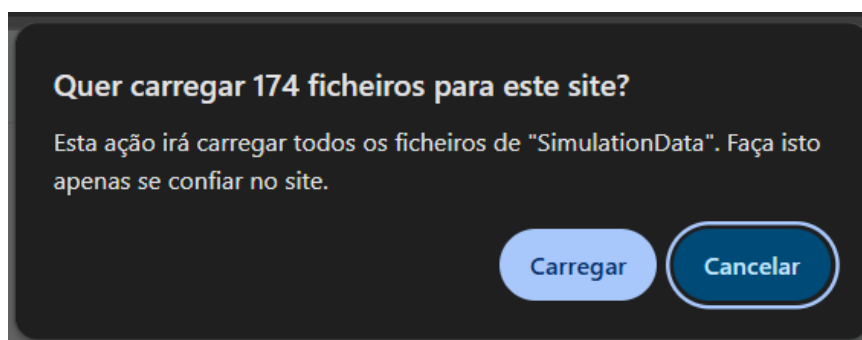 Quer carregar 174 ficheiros para este site?
Esta ação irá carregar todos os ficheiros de "SimulationData". Faça isto
apenas se confiar no site.
Carregar Cancelar